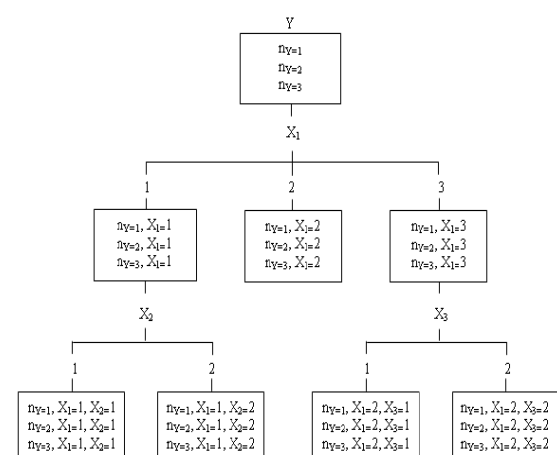 Y
nY=1
nY=2
nY=3
X1
1 2 3
nY=1, X1=1
nY=2, X1=1
nY=3, X1=1
nY=1, X1=2
nY=2, X1=2
nY=3, X1=2
nY=1, X1=3
nY=2, X1=3
nY=3, X1=3
X2 X3
1 2 1 2
nY=1, X1=1, X2=1
nY=2, X1=1, X2=1
nY=3, X1=1, X2=1
nY=1, X1=1, X2=2
nY=2, X1=1, X2=2
nY=3, X1=1, X2=2
nY=1, X1=2, X3=1
nY=2, X1=2, X3=1
nY=3, X1=2, X3=1
nY=1, X1=2, X3=2
nY=2, X1=2, X3=2
nY=3, X1=2, X3=2